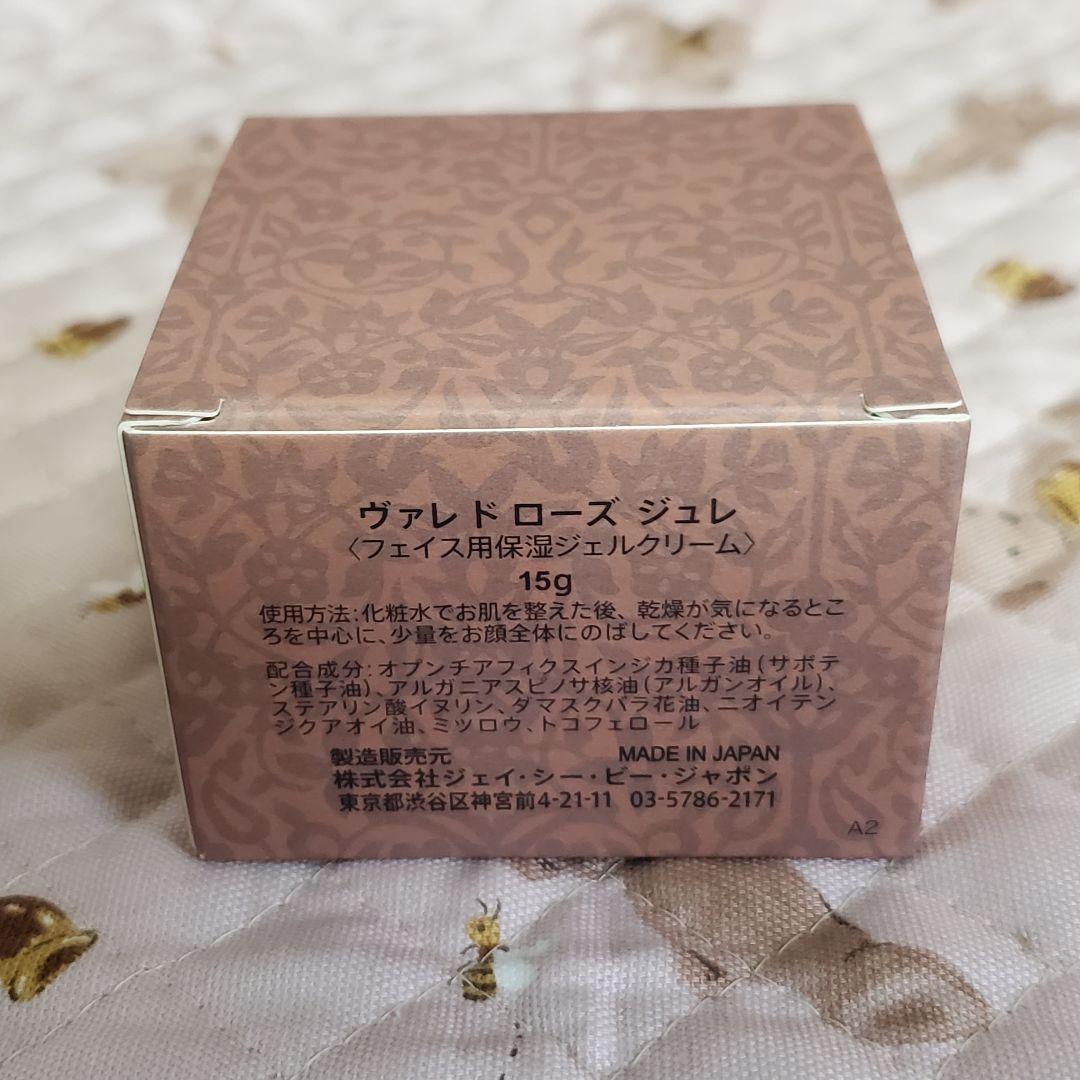 ヴァレ ド ローズ ジュレ
〈フェイス用保湿ジェルクリーム〉
15g
使用方法:化粧水でお肌を整えた後、乾燥が気になるとこ
ろを中心に、少量をお顔全体にのばしてください。
配合成分:オプンチアフィクスインジカ種子油(サボテ
ン種子油)、アルガニアスピノサ核油(アルガンオイル)、
ステアリン酸イヌリン、ダマスクバラ花油、ニオイテン
ジクアオイ油、ミツロウ、トコフェロール
製造販売元 MADE IN JAPAN
株式会社ジェイ・シー・ビー・ジャポン
東京都渋谷区神宮前4-21-11 03-5786-2171
A2